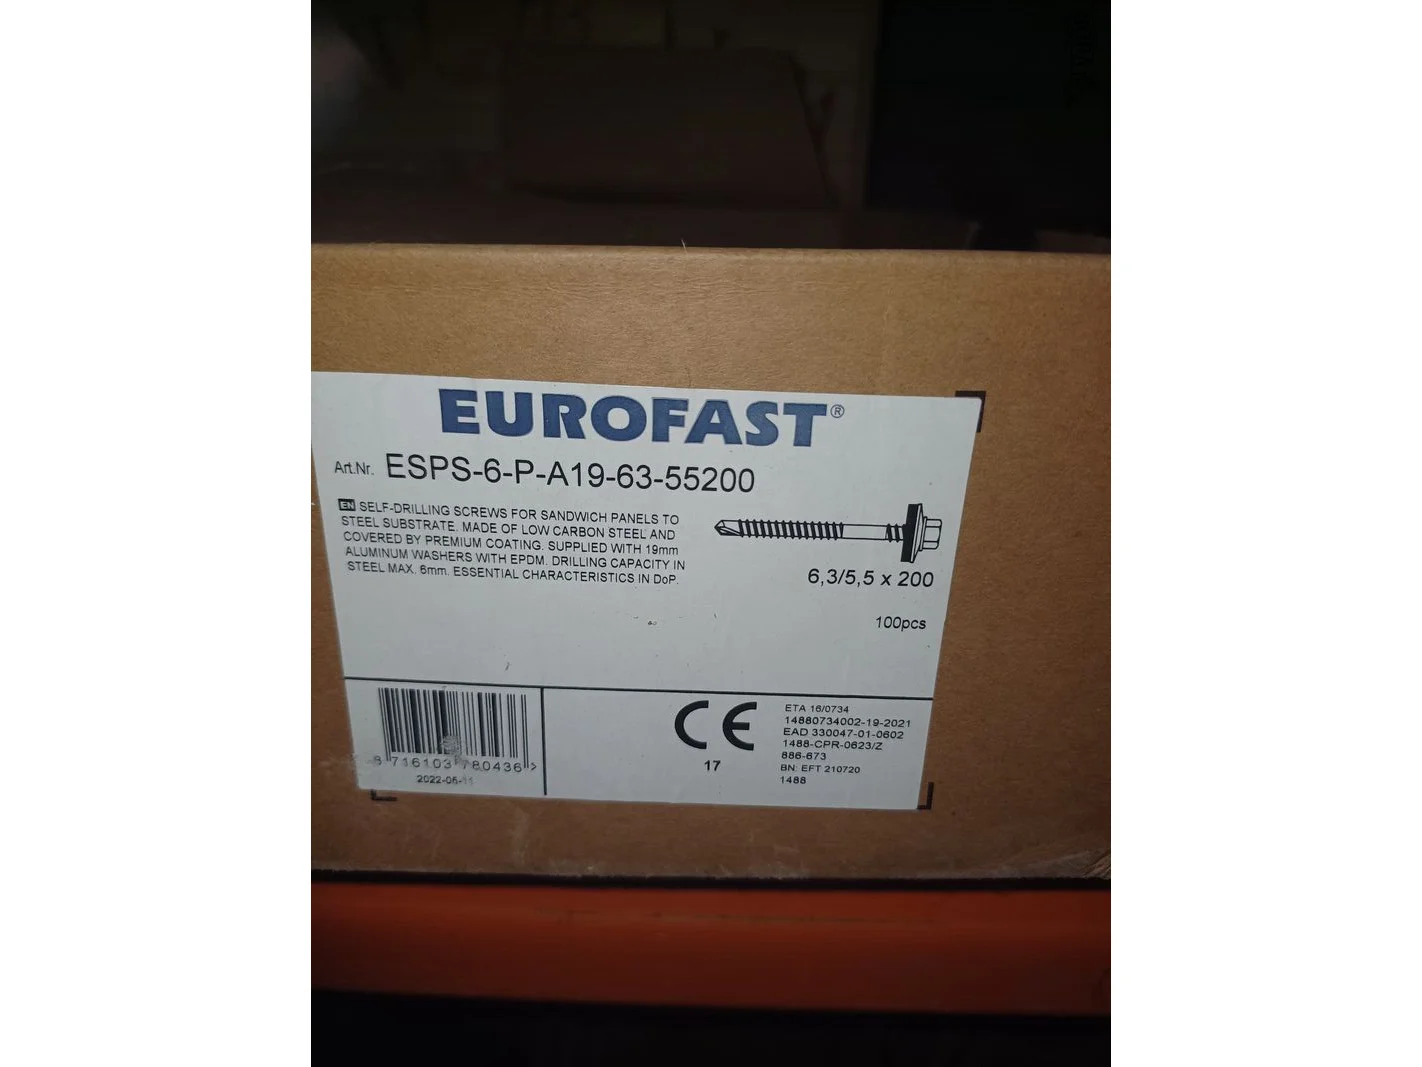 EUROFAST®
Art.Nr. ESPS-6-P-A19-63-55200
EN SELF-DRILLING SCREWS FOR SANDWICH PANELS TO
STEEL SUBSTRATE. MADE OF LOW CARBON STEEL AND
COVERED BY PREMIUM COATING. SUPPLIED WITH 19mm
ALUMINUM WASHERS WITH EPDM. DRILLING CAPACITY IN
STEEL MAX. 6mm. ESSENTIAL CHARACTERISTICS IN DoP.
6,3/5,5 x 200
100pcs
8 716103 780436 >
CE
17
ETA 16/0734
14880734002-19-2021
EAD 330047-01-0602
1488-CPR-0623/Z
886-673
BN: EFT 210720
1488